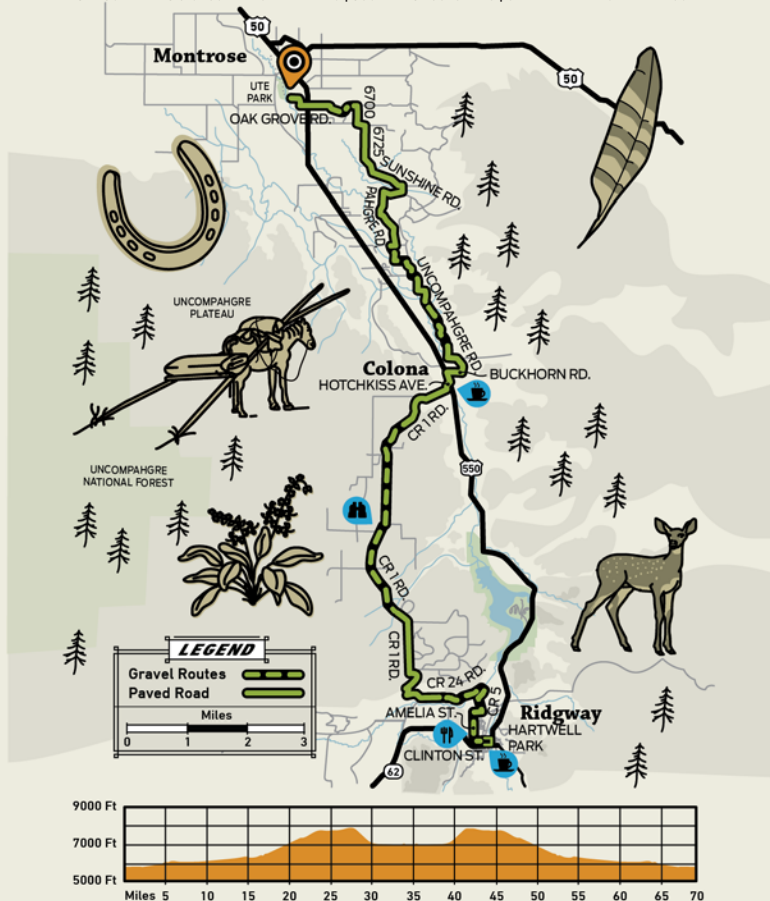 50
Montrose
50
UTE
PARK
OAK GROVE RD.
6700
6725
SUNSHINE RD.
PAHGRE RD.
UNCOMPAHGRE RD.
UNCOMPAHGRE
PLATEAU
Colona
HOTCHKISS AVE.
BUCKHORN RD.
CR 1 RD.
550
UNCOMPAHGRE
NATIONAL FOREST
CR 1 RD.
CR 1 RD.
LEGEND
Gravel Routes
Paved Road
Miles
0 1 2 3
CR 24 RD.
CR 5
AMELIA ST.
Ridgway
HARTWELL
PARK
CLINTON ST.
62
9000 Ft
7000 Ft
5000 Ft
Miles 5 10 15 20 25 30 35 40 45 50 55 60 65 70